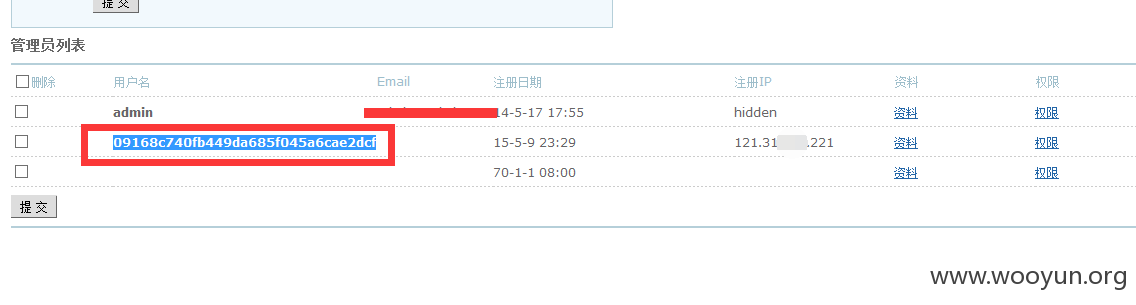 提 交
管理员列表
删除 用户名 Email 注册日期 注册IP 资料 权限
admin 14-5-17 17:55 hidden 资料 权限
09168c740fb449da685f045a6cae2dcf 15-5-9 23:29 121.31 .221 资料 权限
70-1-1 08:00 资料 权限
提 交
www.wooyun.org